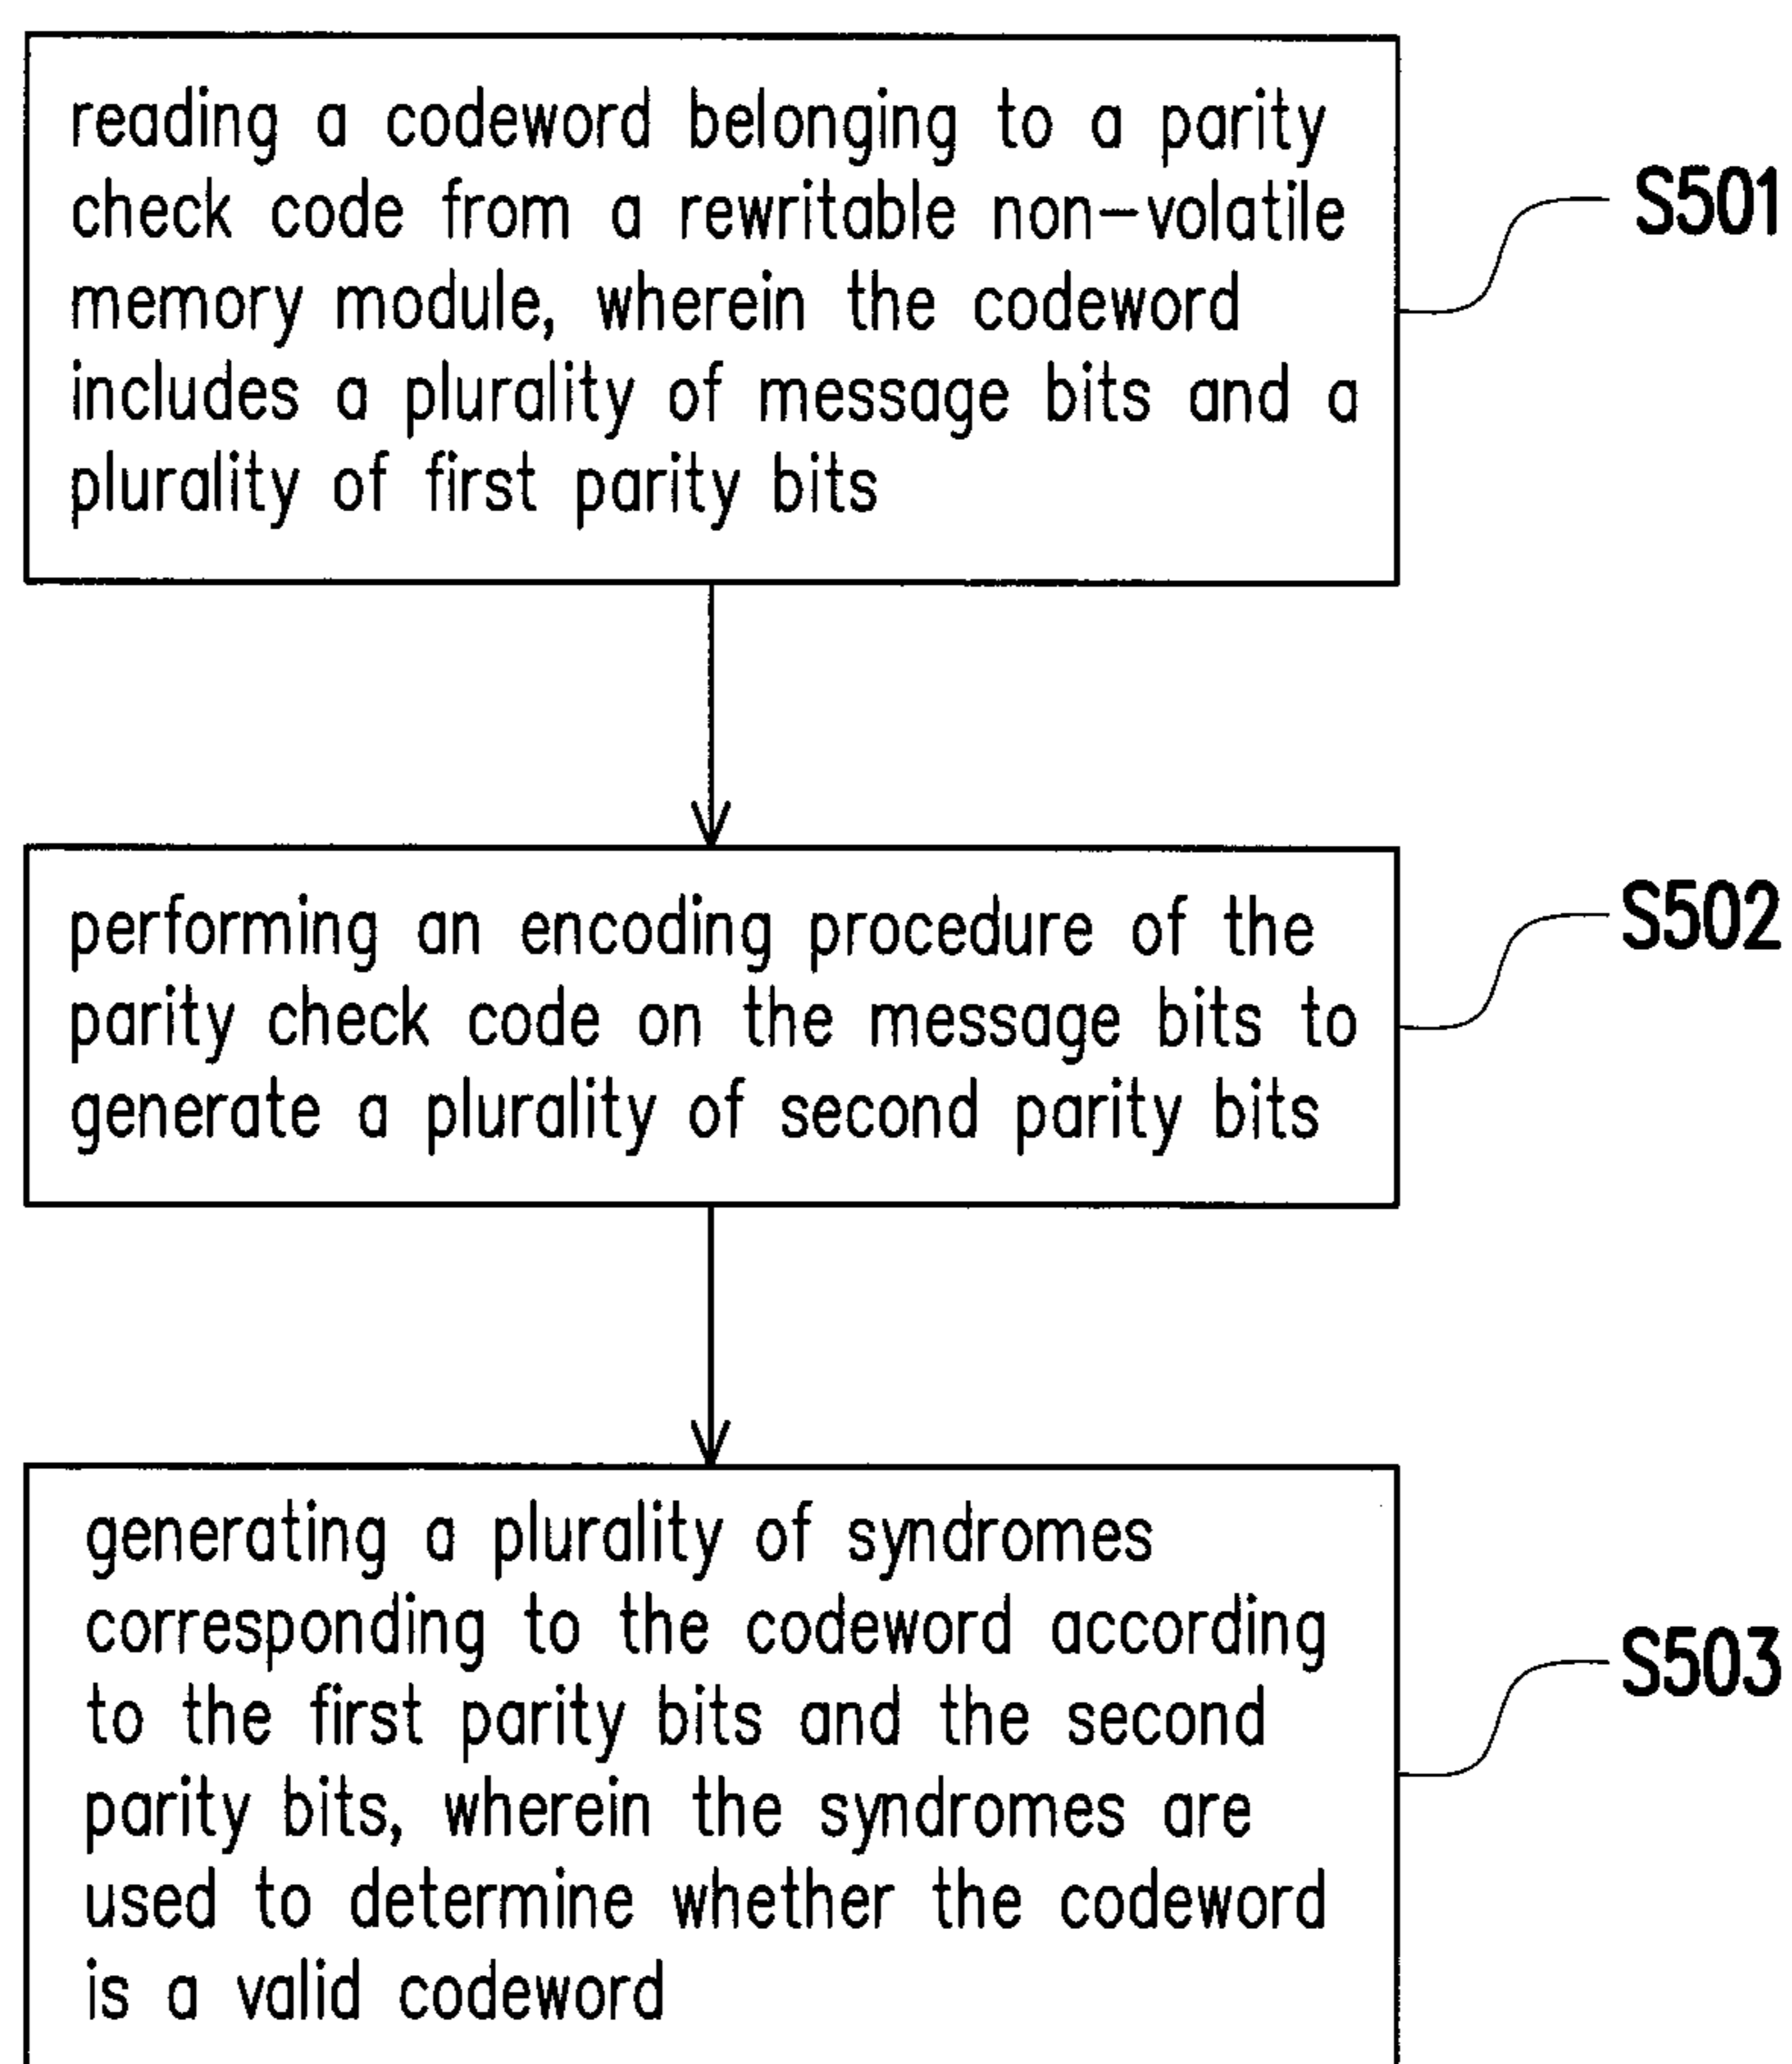 reading a codeword belonging to a parity
check code from a rewritable non-volatile
memory module, wherein the codeword
includes a plurality of message bits and a
plurality of first parity bits
S501
performing an encoding procedure of the
parity check code on the message bits to
generate a plurality of second parity bits
S502
generating a plurality of syndromes
corresponding to the codeword according
to the first parity bits and the second
parity bits, wherein the syndromes are
used to determine whether the codeword
is a valid codeword
S503